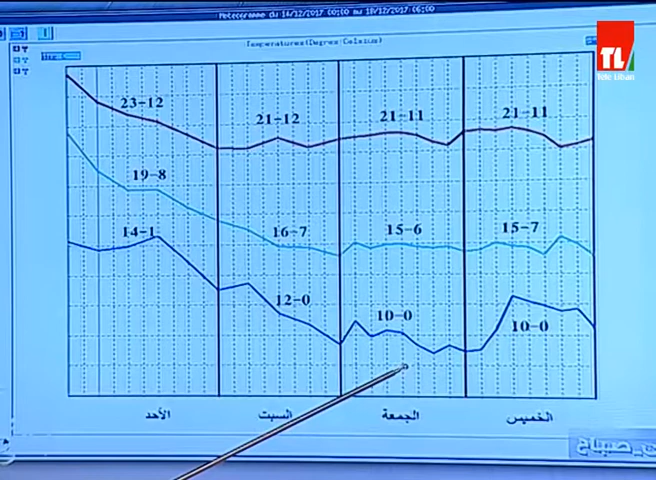 Meteogramme du 14/12/2017 00:00 au 18/12/2017 06:00
Temperatures(Degres Celsius)
TL
Télé Liban
23-12
21-12
21-11
21-11
19-8
16-7
15-6
15-7
14-1
12-0
10-0
10-0
الأحد
السبت
الجمعة
الخميس
صباح